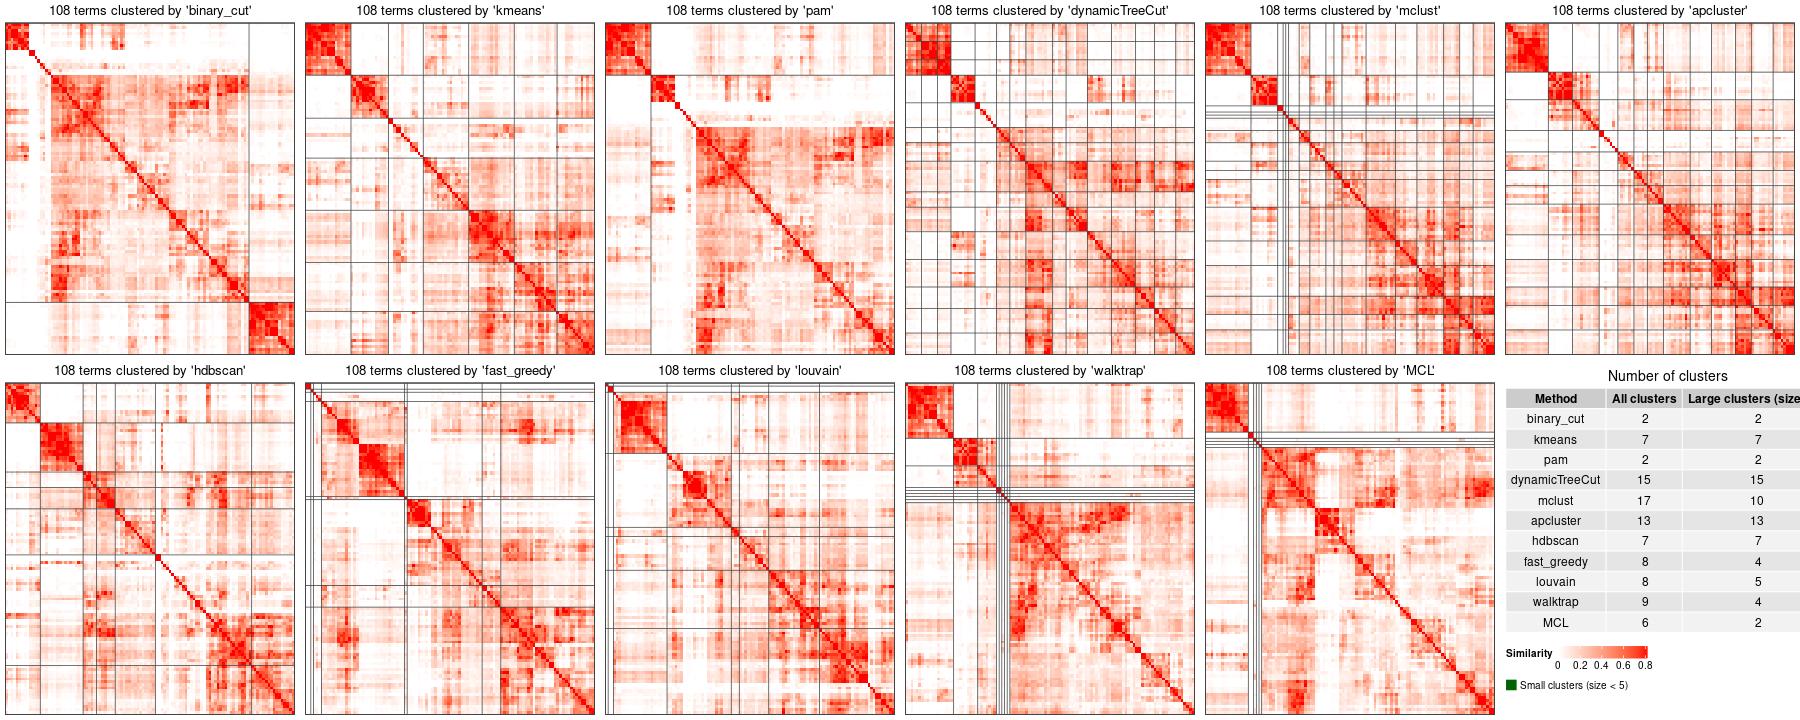 108 terms clustered by 'binary_cut'
108 terms clustered by 'kmeans'
108 terms clustered by 'pam'
108 terms clustered by 'dynamicTreeCut'
108 terms clustered by 'mclust'
108 terms clustered by 'apcluster'
108 terms clustered by 'hdbscan'
108 terms clustered by 'fast_greedy'
108 terms clustered by 'louvain'
108 terms clustered by 'walktrap'
108 terms clustered by 'MCL'
Number of clusters
Method All clusters Large clusters (size
binary_cut 2 2
kmeans 7 7
pam 2 2
dynamicTreeCut 15 15
mclust 17 10
apcluster 13 13
hdbscan 7 7
fast_greedy 8 4
louvain 8 5
walktrap 9 4
MCL 6 2
Similarity
0 0.2 0.4 0.6 0.8
Small clusters (size < 5)